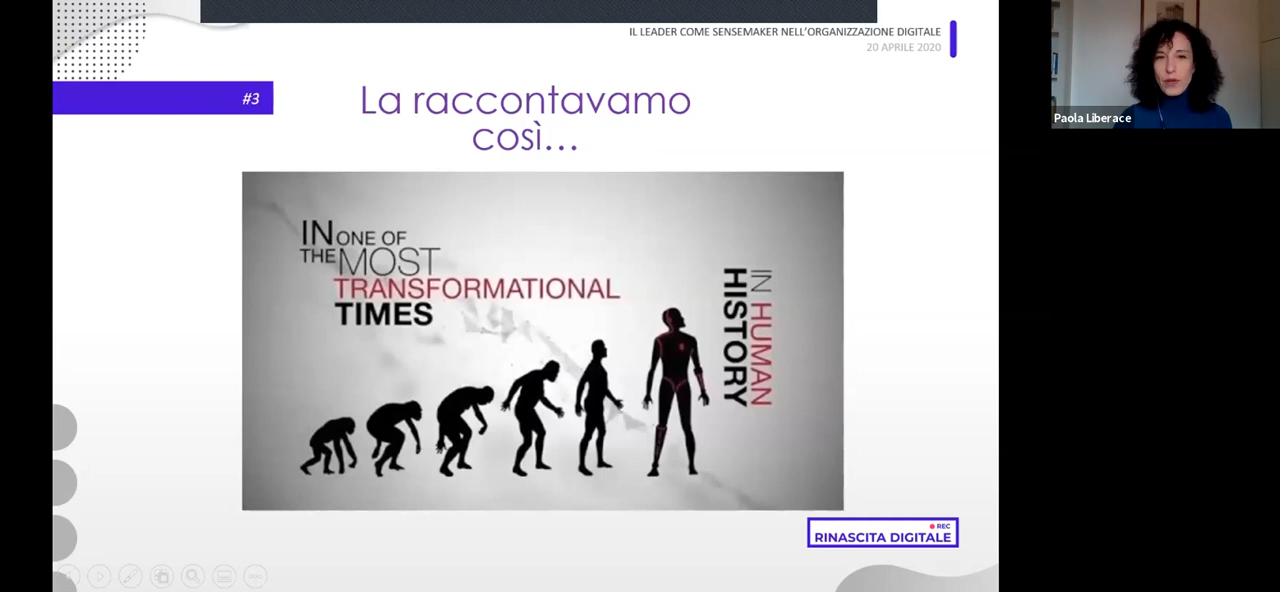 IL LEADER COME SENSEMAKER NELL'ORGANIZZAZIONE DIGITALE
20 APRILE 2020
Paola Liberace
#3
La raccontavamo
così...
IN ONE OF
THE MOST
TRANSFORMATIONAL
TIMES
IN HUMAN
HISTORY
REC
RINASCITA DIGITALE